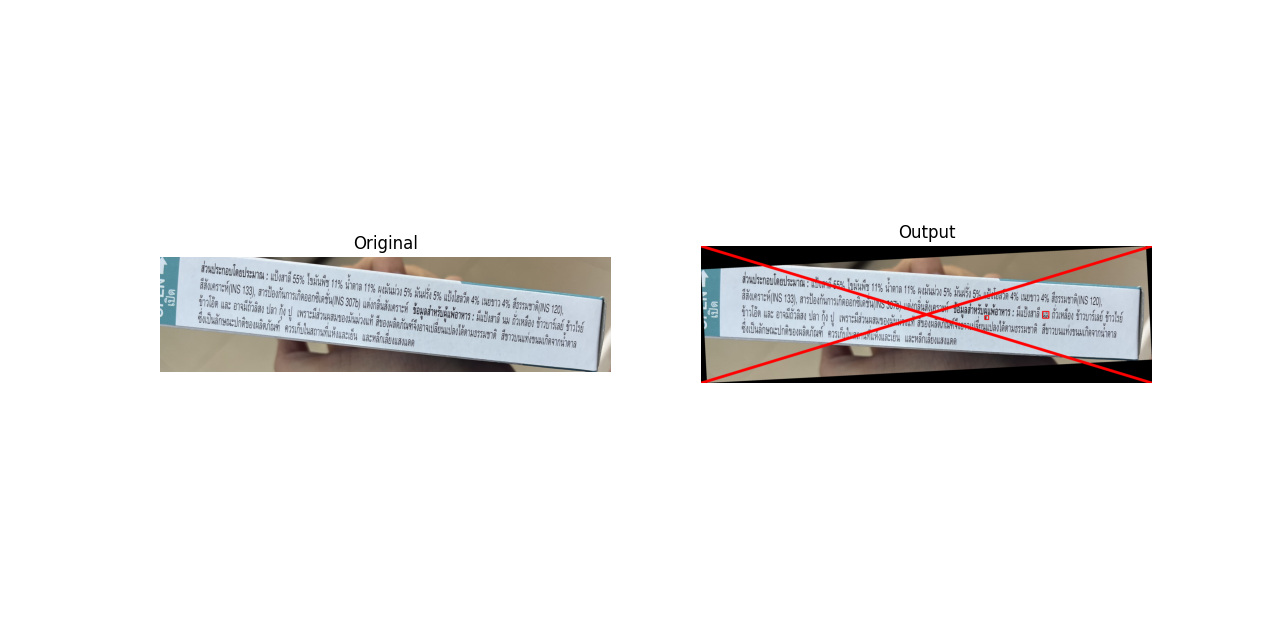 Original
OPEN
เปิด
ส่วนประกอบโดยประมาณ : แป้งสาลี 55% ไขมันพืช 11% น้ำตาล 11% ผงมันม่วง 5% มันฝรั่ง 5% แป้งโฮลวีต 4% เนยขาว 4% สีธรรมชาติ(INS 120),
สีสังเคราะห์(INS 133), สารป้องกันการเกิดออกซิเดชัน(INS 307b) แต่งกลิ่นสังเคราะห์ ข้อมูลสำหรับผู้แพ้อาหาร : มีแป้งสาลี นม ถั่วเหลือง ข้าวบาร์เลย์ ข้าวไรย์
ข้าวโอ๊ต และ อาจมีถั่วลิสง ปลา กุ้ง ปู เพราะมีส่วนผสมของมันม่วงแท้ สีของผลิตภัณฑ์จึงอาจเปลี่ยนแปลงได้ตามธรรมชาติ สีขาวบนแท่งขนมเกิดจากน้ำตาล
ซึ่งเป็นลักษณะปกติของผลิตภัณฑ์ ควรเก็บในสถานที่แห้งและเย็น และหลีกเลี่ยงแสงแดด
Output
เปิด
ส่วนประกอบโดยประมาณ : แป้งสาลี 55% ไขมันพืช 11% น้ำตาล 11% ผงมันม่วง 5% มันฝรั่ง 5% แป้งโฮลวีต 4% เนยขาว 4% สีธรรมชาติ(INS 120),
สีสังเคราะห์(INS 133), สารป้องกันการเกิดออกซิเดชัน(INS 307b) แต่งกลิ่นสังเคราะห์ ข้อมูลสำหรับผู้แพ้อาหาร : มีแป้งสาลี ถั่วเหลือง ข้าวบาร์เลย์ ข้าวไรย์
ข้าวโอ๊ต และ อาจมีถั่วลิสง ปลา กุ้ง ปู เพราะมีส่วนผสมของมันม่วงแท้ สีของผลิตภัณฑ์จึงอาจเปลี่ยนแปลงได้ตามธรรมชาติ สีขาวบนแท่งขนมเกิดจากน้ำตาล
ซึ่งเป็นลักษณะปกติของผลิตภัณฑ์ ควรเก็บในสถานที่แห้งและเย็น และหลีกเลี่ยงแสงแดด